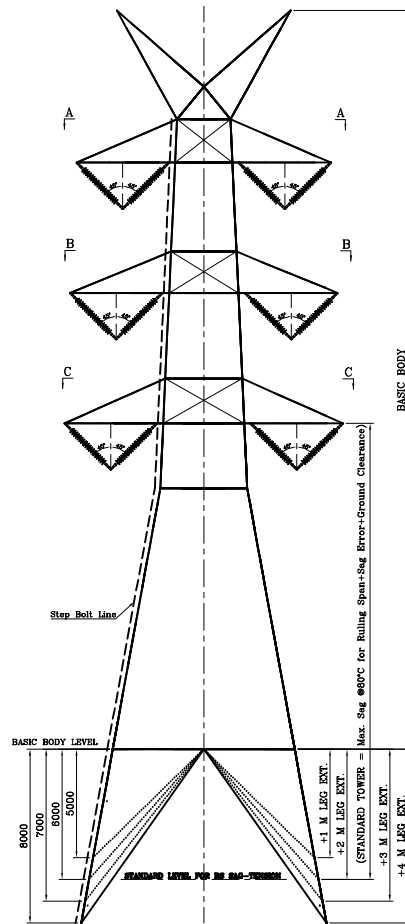 A A
B B
C C
BASIC BODY
Step Bolt Line
(STANDARD TOWER = Max. Sag @80°C for Ruling Span+Sag Error+Ground Clearance)
BASIC BODY LEVEL
8000
7000
6000
5000
+1 M LEG EXT.
+2 M LEG EXT.
+3 M LEG EXT.
+4 M LEG EXT.
STANDARD LEVEL FOR RS SAG-TENSION